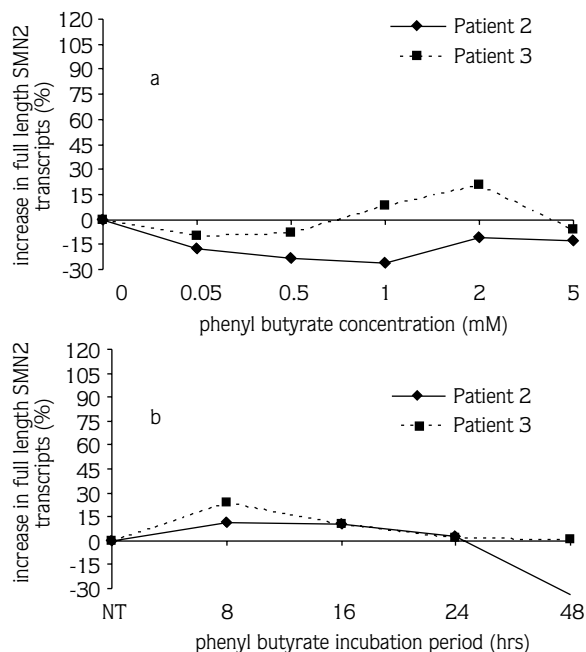 120
105
90
75
60
45
30
15
0
-15
-30
increase in full length SMN2
transcripts (%)
a
Patient 2
Patient 3
0 0.05 0.5 1 2 5
phenyl butyrate concentration (mM)
120
105
90
75
60
45
30
15
0
-15
-30
increase in full length SMN2
transcripts (%)
b
Patient 2
Patient 3
NT 8 16 24 48
phenyl butyrate incubation period (hrs)